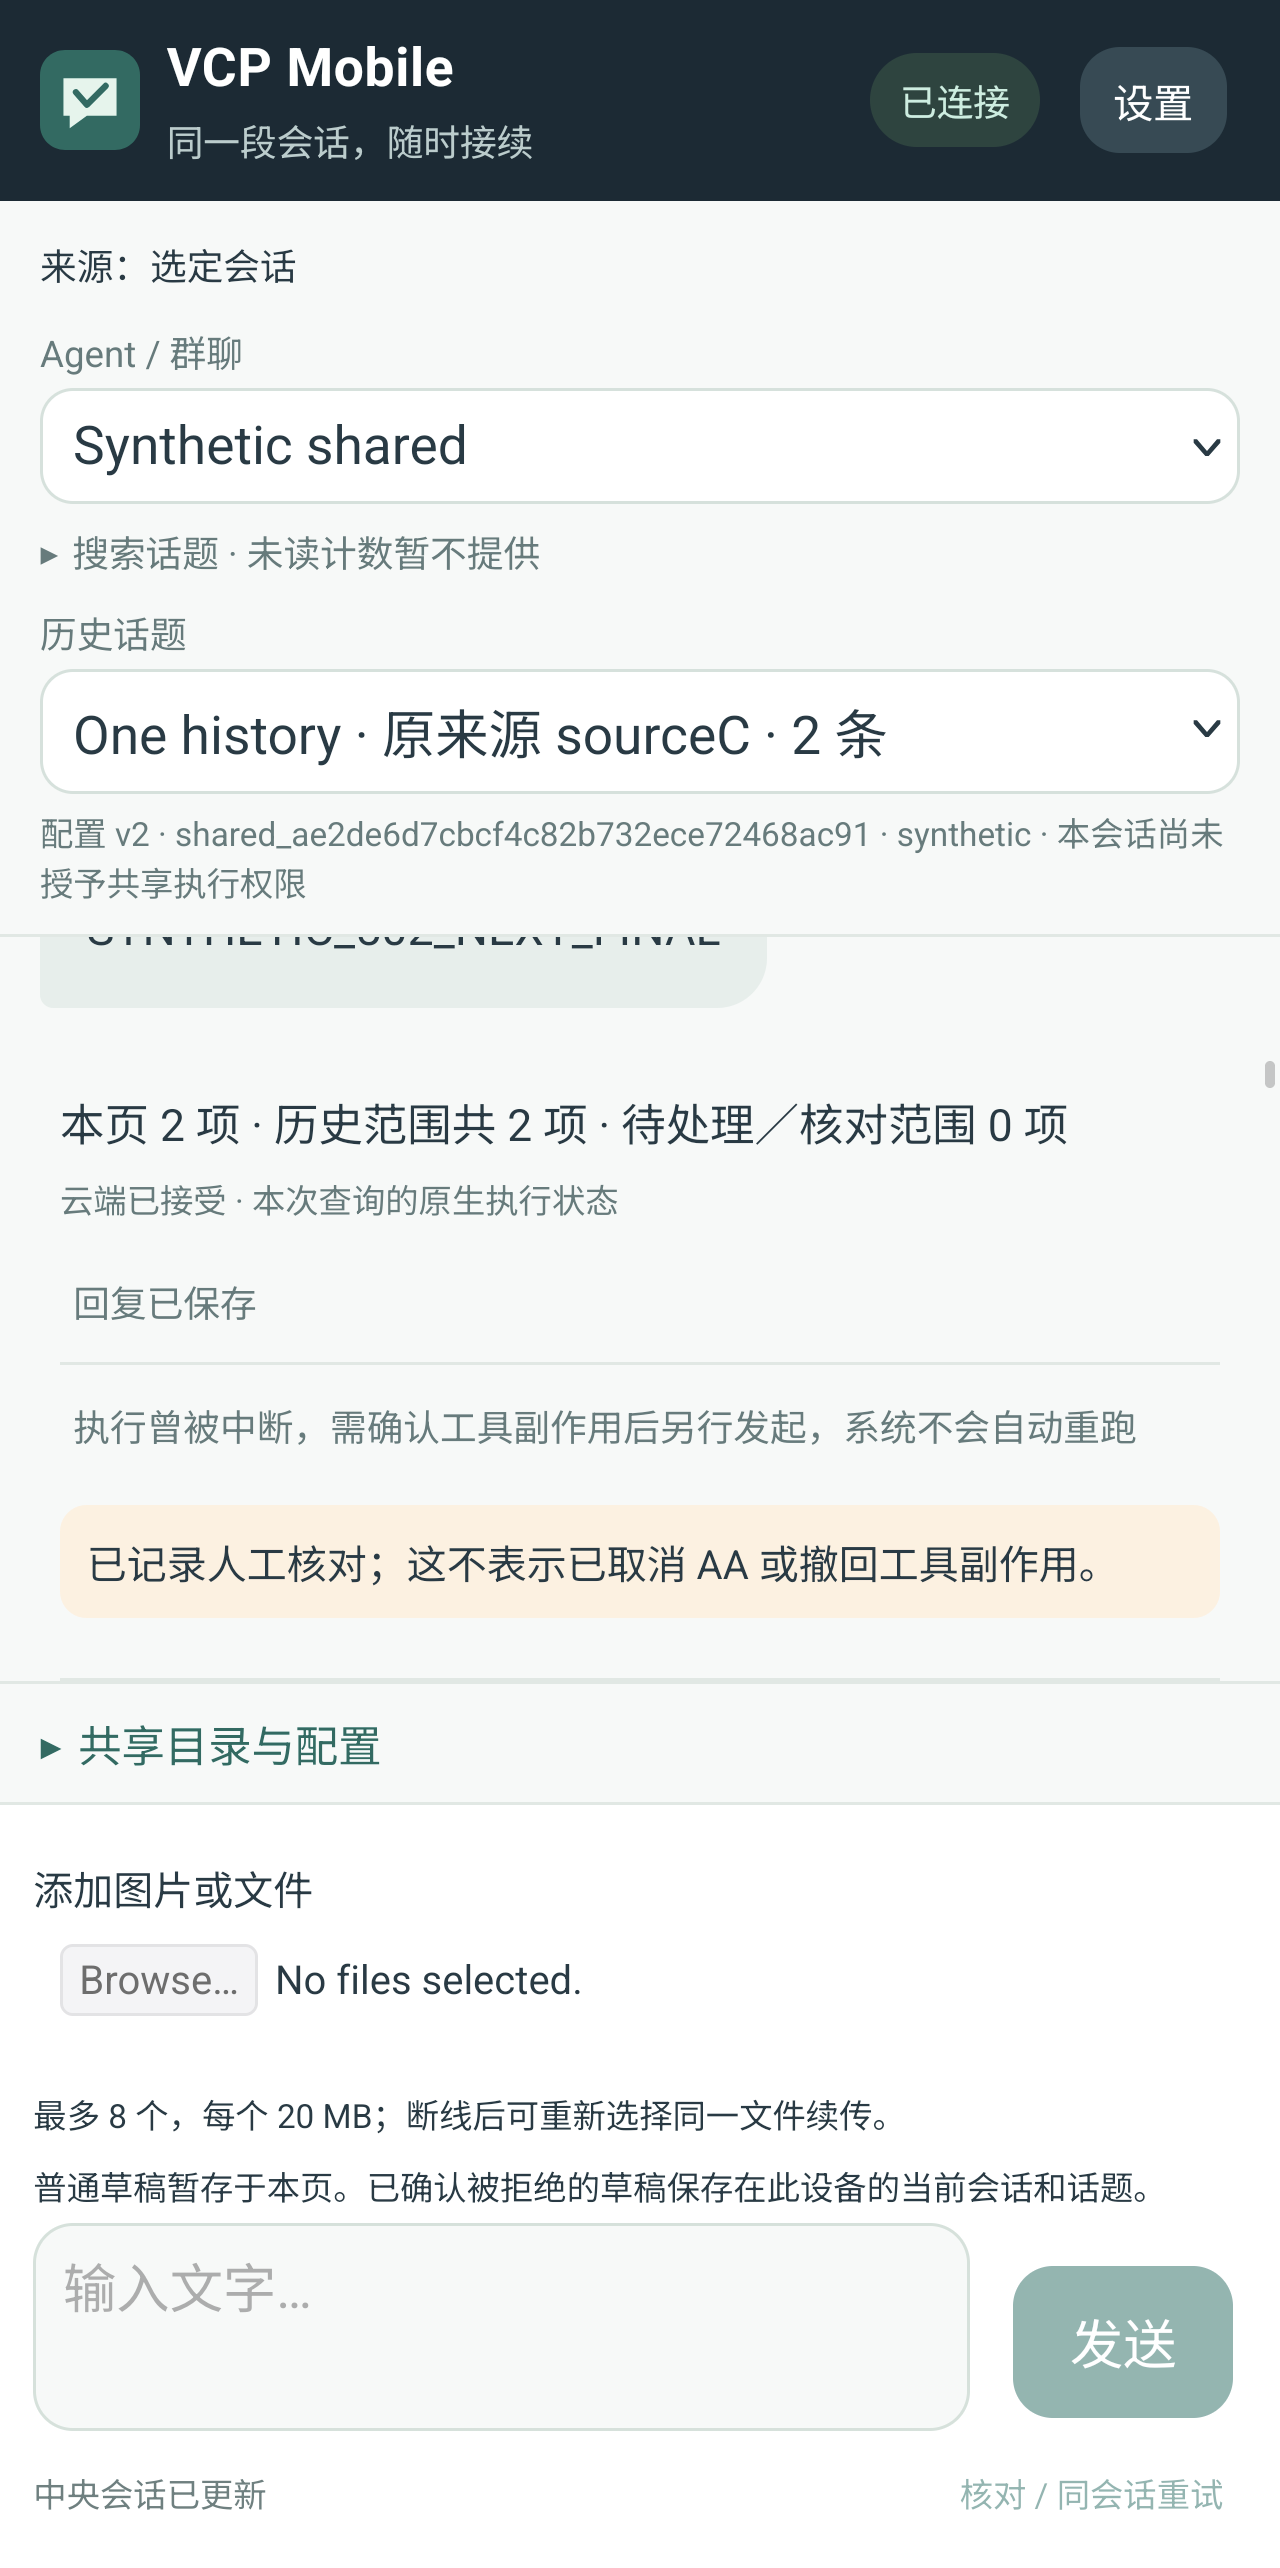 VCP Mobile
同一段会话，随时接续
已连接
设置
来源：选定会话
Agent / 群聊
Synthetic shared
▸ 搜索话题 · 未读计数暂不提供
历史话题
One history · 原来源 sourceC · 2 条
配置 v2 · shared_ae2de6d7cbcf4c82b732ece72468ac91 · synthetic · 本会话尚未
授予共享执行权限
本页 2 项 · 历史范围共 2 项 · 待处理／核对范围 0 项
云端已接受 · 本次查询的原生执行状态
回复已保存
执行曾被中断，需确认工具副作用后另行发起，系统不会自动重跑
已记录人工核对；这不表示已取消 AA 或撤回工具副作用。
▸ 共享目录与配置
添加图片或文件
Browse… No files selected.
最多 8 个，每个 20 MB；断线后可重新选择同一文件续传。
普通草稿暂存于本页。已确认被拒绝的草稿保存在此设备的当前会话和话题。
输入文字…
发送
中央会话已更新
核对 / 同会话重试